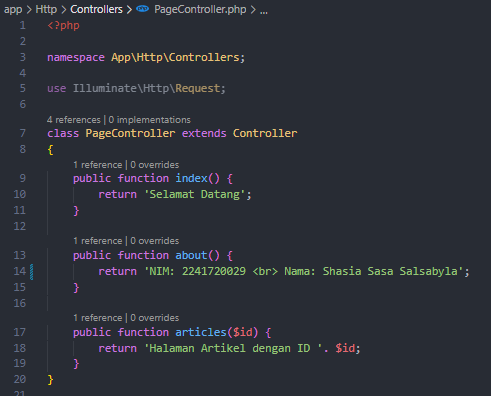 app > Http > Controllers > PageController.php > ...
1 <?php
2
3 namespace App\Http\Controllers;
4
5 use Illuminate\Http\Request;
6
4 references | 0 implementations
7 class PageController extends Controller
8 {
1 reference | 0 overrides
9 public function index() {
10 return 'Selamat Datang';
11 }
12
1 reference | 0 overrides
13 public function about() {
14 return 'NIM: 2241720029 <br> Nama: Shasia Sasa Salsabyla';
15 }
16
1 reference | 0 overrides
17 public function articles($id) {
18 return 'Halaman Artikel dengan ID '. $id;
19 }
20 }
21